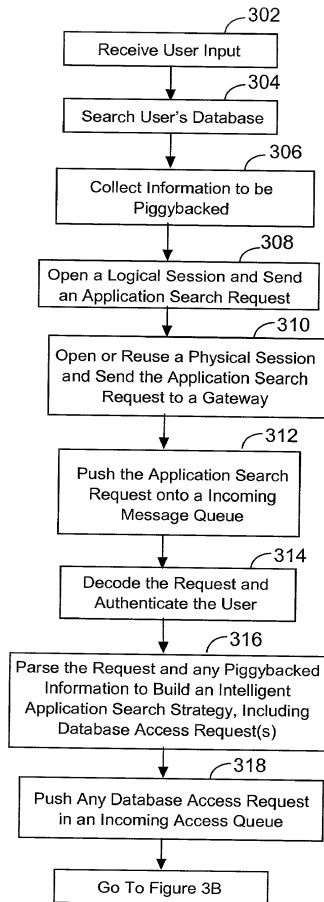 302
Receive User Input
304
Search User's Database
306
Collect Information to be
Piggybacked
308
Open a Logical Session and Send
an Application Search Request
310
Open or Reuse a Physical Session
and Send the Application Search
Request to a Gateway
312
Push the Application Search
Request onto a Incoming
Message Queue
314
Decode the Request and
Authenticate the User
316
Parse the Request and any Piggybacked
Information to Build an Intelligent
Application Search Strategy, Including
Database Access Request(s)
318
Push Any Database Access Request
in an Incoming Access Queue
Go To Figure 3B